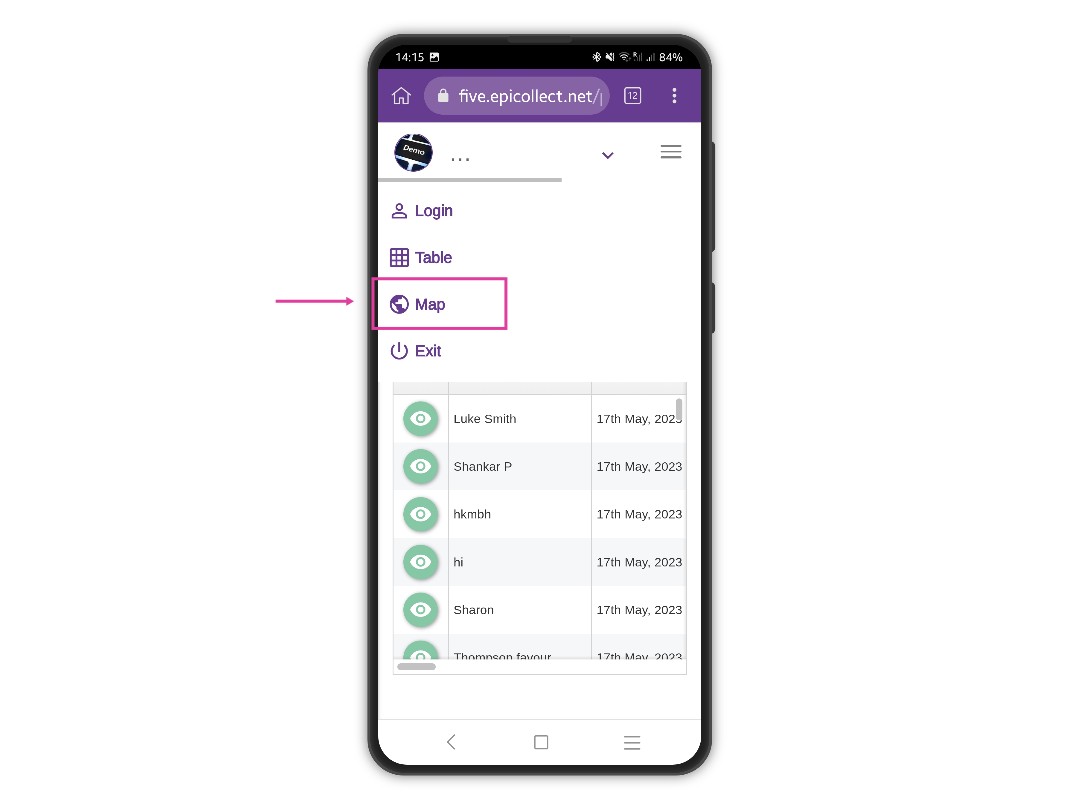 14:15 84%
five.epicollect.net/ 12
Demo ...
Login
Table
Map
Exit
Luke Smith 17th May, 2023
Shankar P 17th May, 2023
hkmbh 17th May, 2023
hi 17th May, 2023
Sharon 17th May, 2023
Thompson favour 17th May, 2023